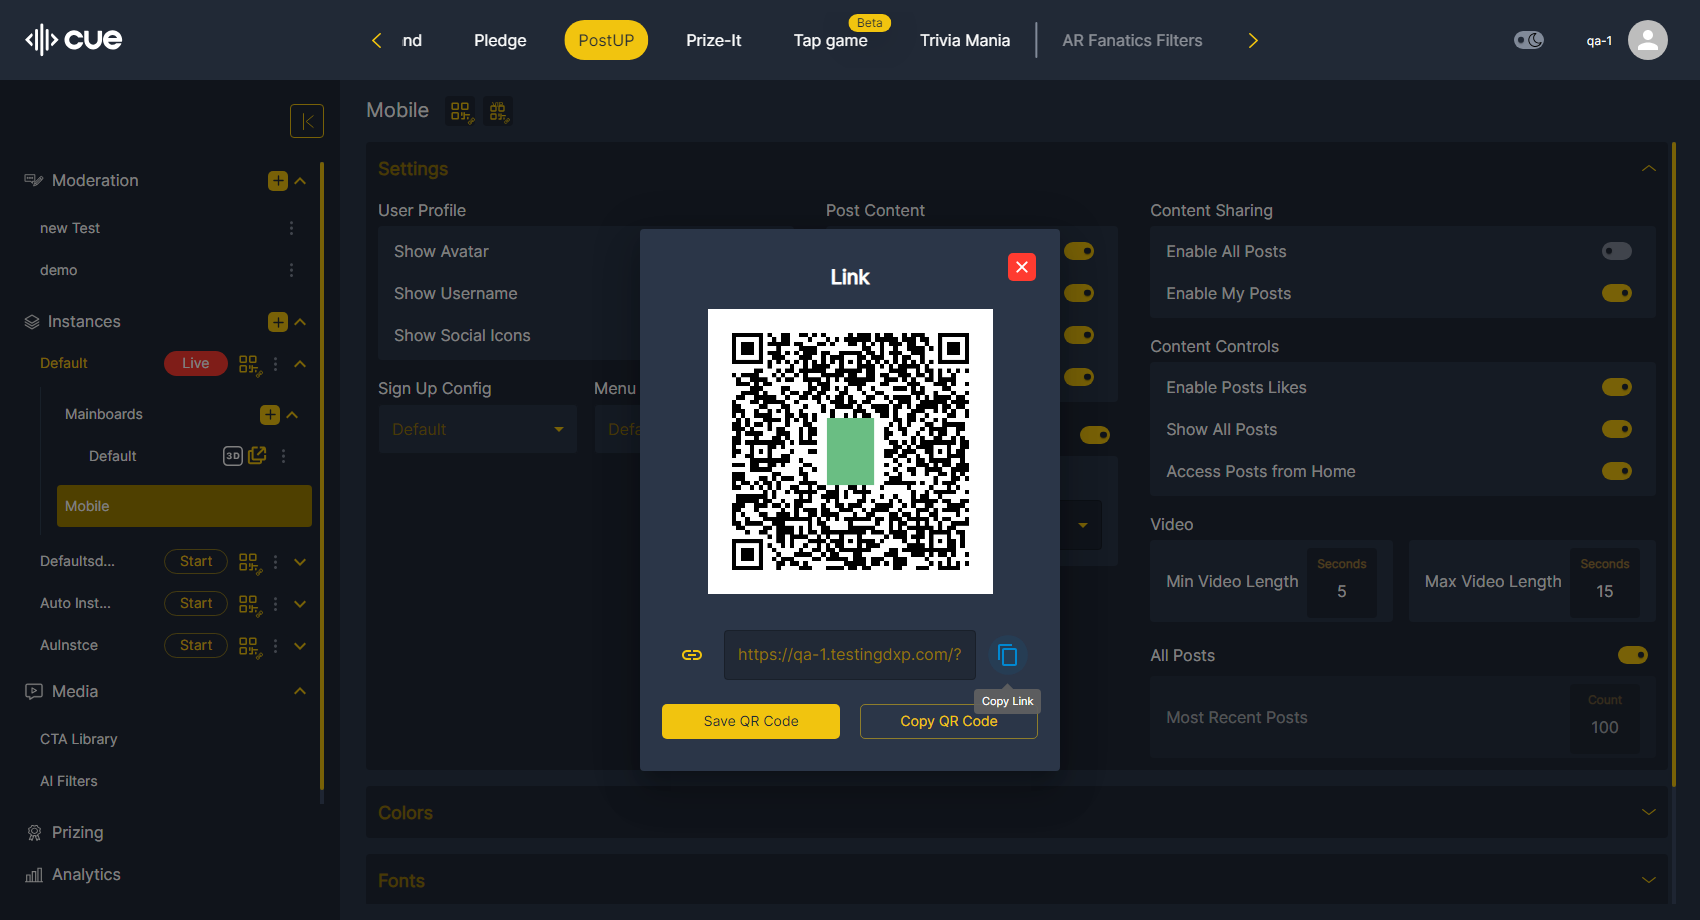 cue
nd
Pledge
PostUP
Prize-It
Tap game
Beta
Trivia Mania
AR Fanatics Filters
qa-1
Moderation
new Test
demo
Instances
Default
Live
Mainboards
Default
3D
Mobile
Defaultsd...
Start
Auto Inst...
Start
AuInstce
Start
Media
CTA Library
AI Filters
Prizing
Analytics
Mobile
Settings
User Profile
Show Avatar
Show Username
Show Social Icons
Sign Up Config
Default
Menu
Defa
Post Content
Link
https://qa-1.testingdxp.com/?
Copy Link
Save QR Code
Copy QR Code
Content Sharing
Enable All Posts
Enable My Posts
Content Controls
Enable Posts Likes
Show All Posts
Access Posts from Home
Video
Min Video Length
Seconds
5
Max Video Length
Seconds
15
All Posts
Most Recent Posts
Count
100
Colors
Fonts